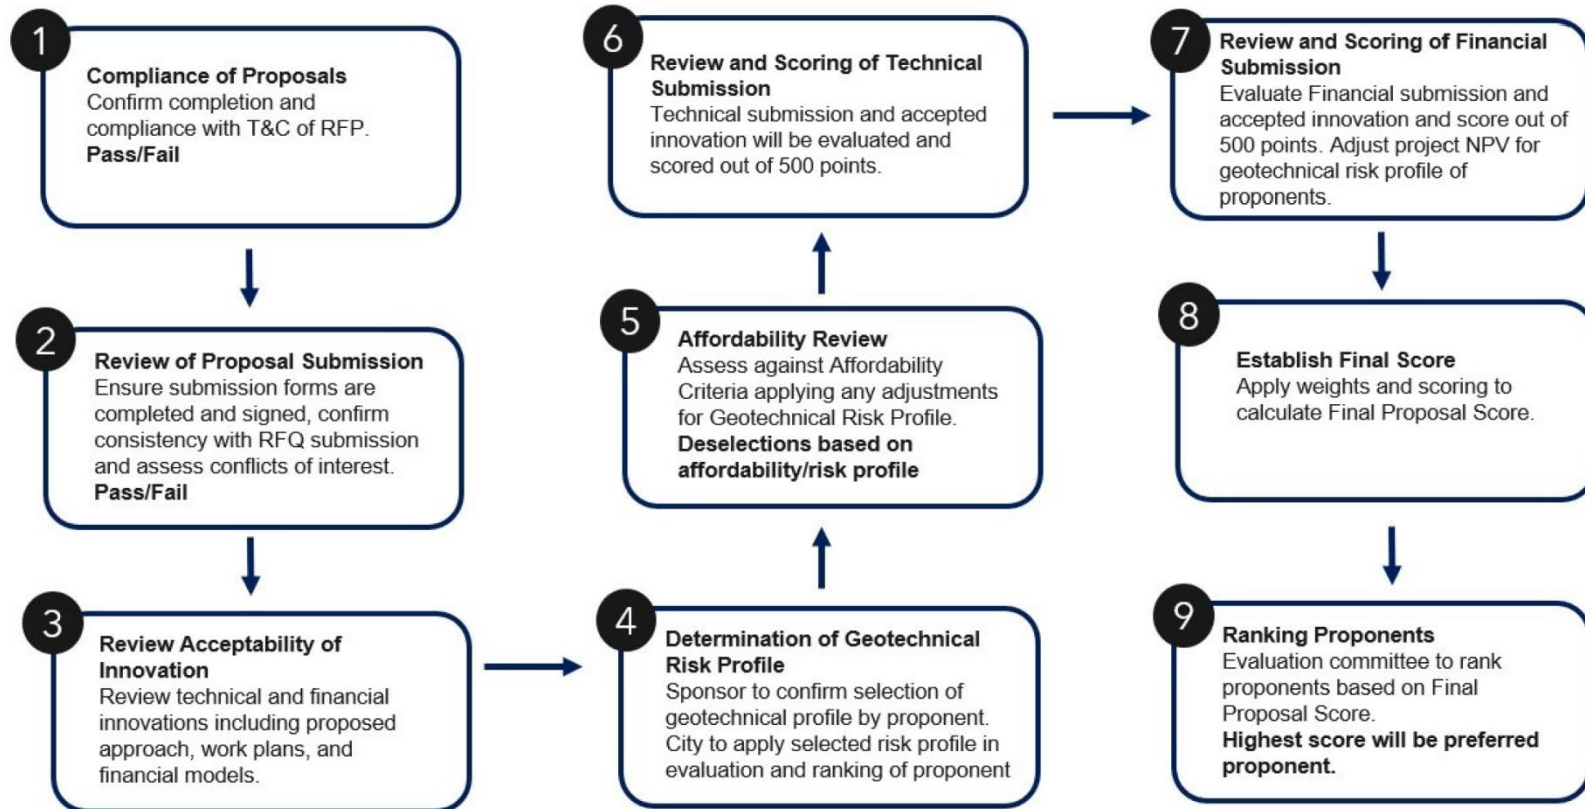 1
Compliance of Proposals
Confirm completion and
compliance with T&C of RFP.
Pass/Fail
2
Review of Proposal Submission
Ensure submission forms are
completed and signed, confirm
consistency with RFQ submission
and assess conflicts of interest.
Pass/Fail
3
Review Acceptability of
Innovation
Review technical and financial
innovations including proposed
approach, work plans, and
financial models.
4
Determination of Geotechnical
Risk Profile
Sponsor to confirm selection of
geotechnical profile by proponent.
City to apply selected risk profile in
evaluation and ranking of proponent
5
Affordability Review
Assess against Affordability
Criteria applying any adjustments
for Geotechnical Risk Profile.
Deselections based on
affordability/risk profile
6
Review and Scoring of Technical
Submission
Technical submission and accepted
innovation will be evaluated and
scored out of 500 points.
7
Review and Scoring of Financial
Submission
Evaluate Financial submission and
accepted innovation and score out of
500 points. Adjust project NPV for
geotechnical risk profile of
proponents.
8
Establish Final Score
Apply weights and scoring to
calculate Final Proposal Score.
9
Ranking Proponents
Evaluation committee to rank
proponents based on Final
Proposal Score.
Highest score will be preferred
proponent.